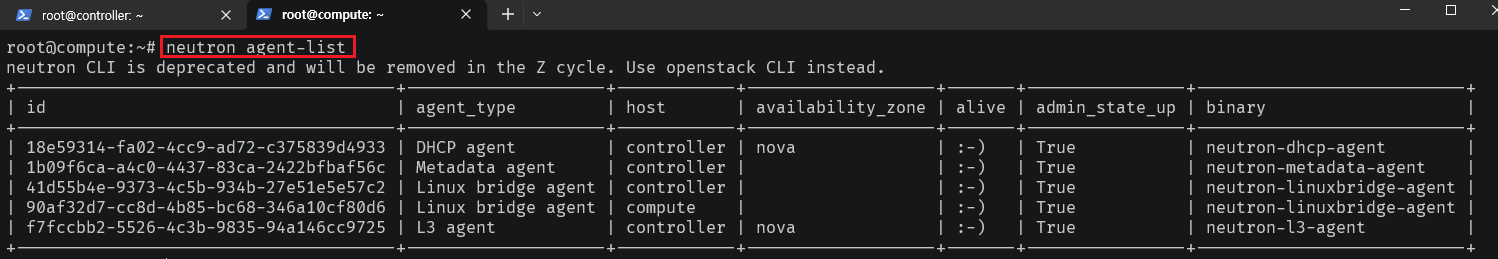 root@controller: ~ root@compute: ~
root@compute:~# neutron agent-list
neutron CLI is deprecated and will be removed in the Z cycle. Use openstack CLI instead.
| id | agent_type | host | availability_zone | alive | admin_state_up | binary |
| 18e59314-fa02-4cc9-ad72-c375839d4933 | DHCP agent | controller | nova | :-) | True | neutron-dhcp-agent |
| 1b09f6ca-a4c0-4437-83ca-2422bfbaf56c | Metadata agent | controller | | :-) | True | neutron-metadata-agent |
| 41d55b4e-9373-4c5b-934b-27e51e5e57c2 | Linux bridge agent | controller | | :-) | True | neutron-linuxbridge-agent |
| 90af32d7-cc8d-4b85-bc68-346a10cf80d6 | Linux bridge agent | compute | | :-) | True | neutron-linuxbridge-agent |
| f7fccbb2-5526-4c3b-9835-94a146cc9725 | L3 agent | controller | nova | :-) | True | neutron-l3-agent |